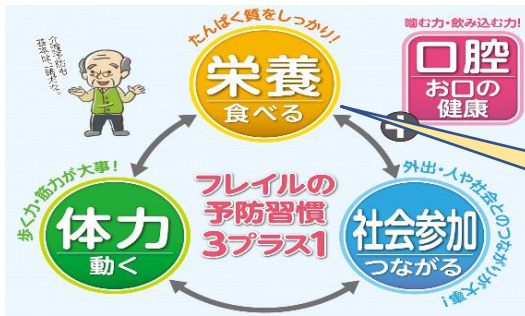 たんぱく質をしっかり!
栄養
食べる
噛む力・飲み込む力!
口腔
お口の
健康
+
歩く力・筋力が大事!
体力
動く
フレイルの
予防習慣
3プラス1
外出・人や社会とのつながりが大事!
社会参加
つながる
介護予防も